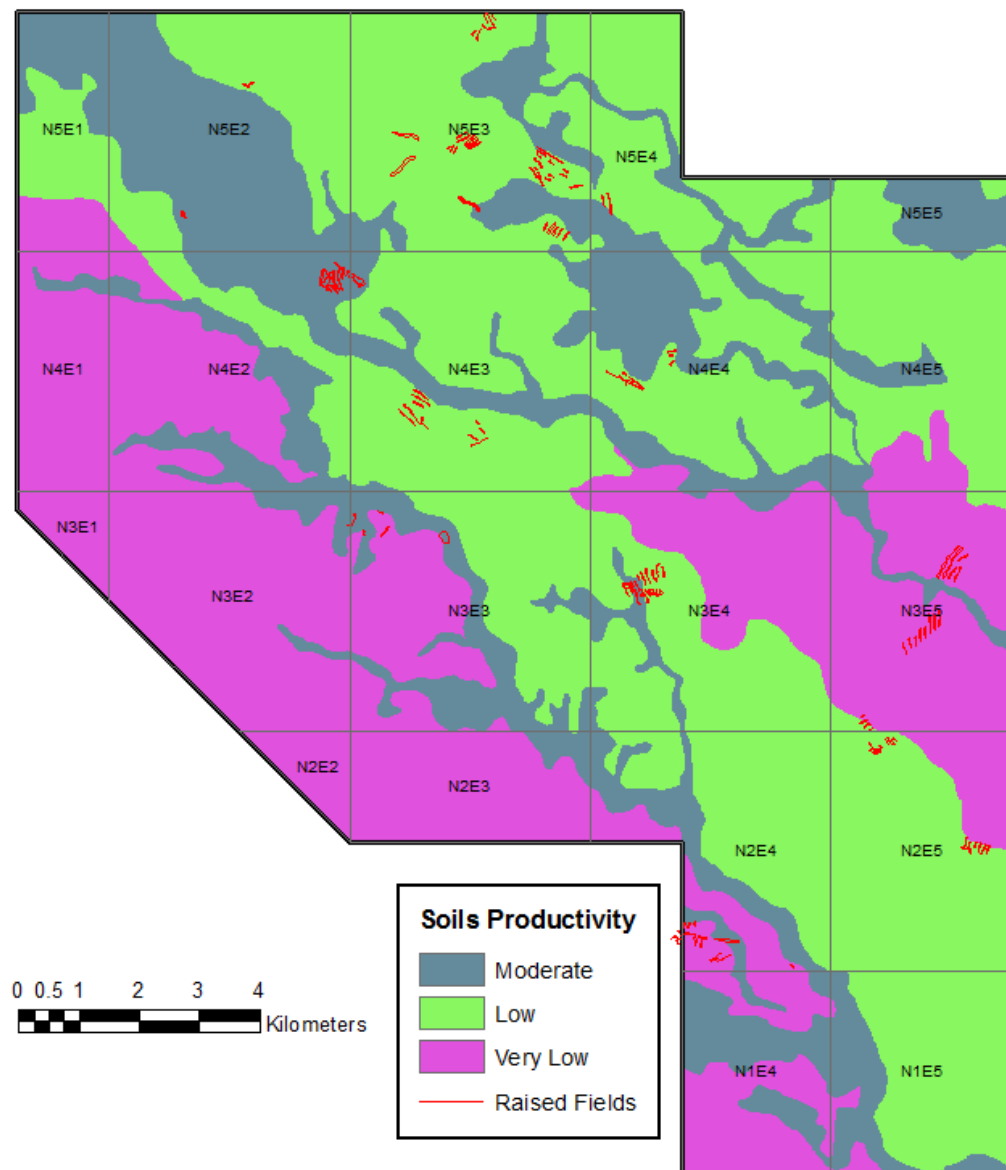 N5E1
N5E2
N5E3
N5E4
N5E5
N4E1
N4E2
N4E3
N4E4
N4E5
N3E1
N3E2
N3E3
N3E4
N3E5
N2E2
N2E3
N2E4
N2E5
N1E4
N1E5
0 0.5 1 2 3 4
Kilometers
Soils Productivity
Moderate
Low
Very Low
Raised Fields